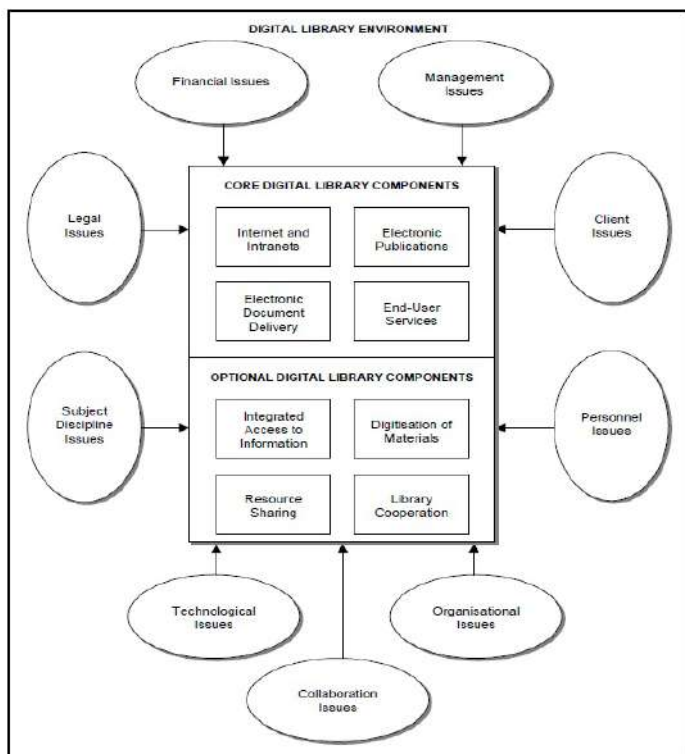 DIGITAL LIBRARY ENVIRONMENT
Financial Issues
Management
Issues
CORE DIGITAL LIBRARY COMPONENTS
Legal
Issues
Internet and
Intranets
Electronic
Publications
Client
Issues
Electronic
Document
Delivery
End-User
Services
OPTIONAL DIGITAL LIBRARY COMPONENTS
Subject
Discipline
Issues
Integrated
Access to
Information
Digitisation of
Materials
Personnel
Issues
Resource
Sharing
Library
Cooperation
Technological
Issues
Organisational
Issues
Collaboration
Issues